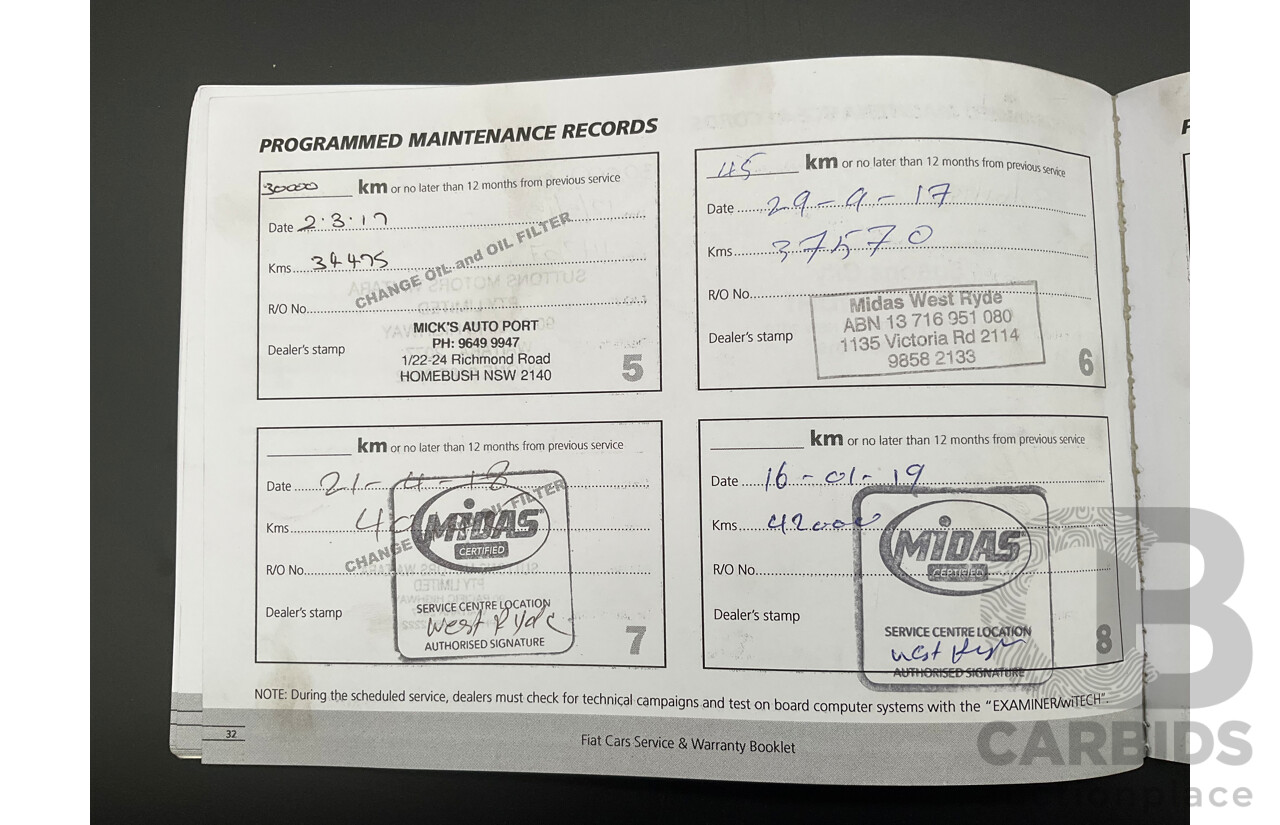 PROGRAMMED MAINTENANCE RECORDS
30000 km or no later than 12 months from previous service
Date 2.3.17
Kms 34475
CHANGE OIL and OIL FILTER
R/O No.
Dealer's stamp
MICK'S AUTO PORT
PH: 9649 9947
1/22-24 Richmond Road
HOMEBUSH NSW 2140
5
45 km or no later than 12 months from previous service
Date 29-9-17
Kms 37570
R/O No.
Dealer's stamp
Midas West Ryde
ABN 13 716 951 080
1135 Victoria Rd 2114
9858 2133
6
km or no later than 12 months from previous service
Date 21-4-18
Kms
CHANGE OIL FILTER
R/O No.
Dealer's stamp
MIDAS
CERTIFIED
SERVICE CENTRE LOCATION
West Ryde
AUTHORISED SIGNATURE
7
km or no later than 12 months from previous service
Date 16-01-19
Kms 42000
R/O No.
Dealer's stamp
MIDAS
CERTIFIED
SERVICE CENTRE LOCATION
West Ryde
AUTHORISED SIGNATURE
8
NOTE: During the scheduled service, dealers must check for technical campaigns and test on board computer systems with the "EXAMINER/wiTECH".
32
Fiat Cars Service & Warranty Booklet
B
CARBIDS